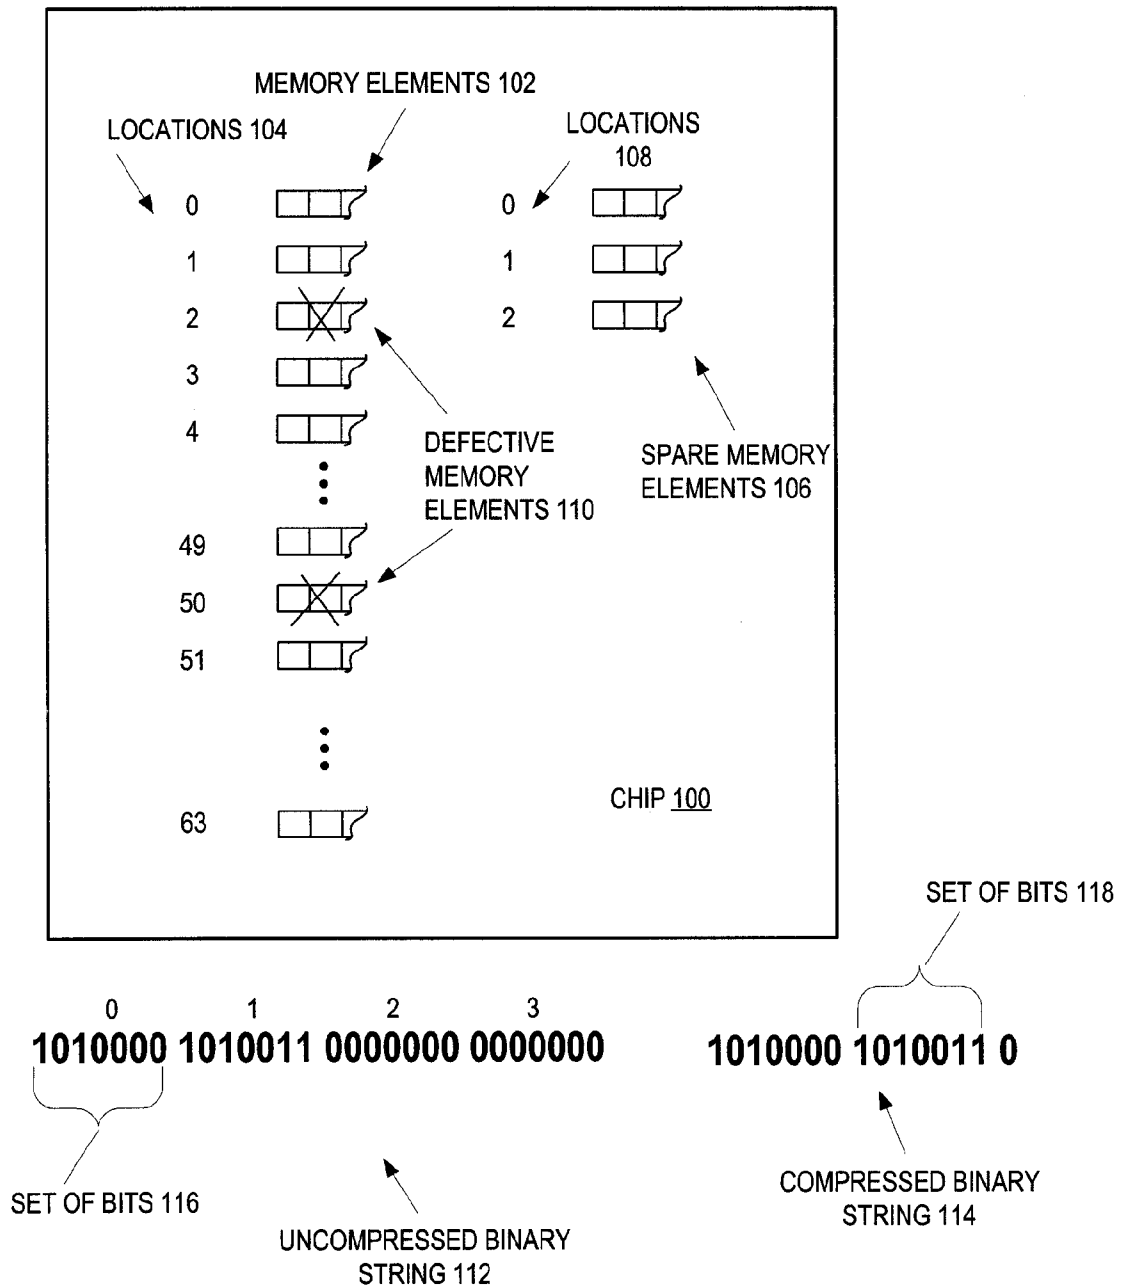 MEMORY ELEMENTS 102
LOCATIONS 104
LOCATIONS
108
0
0
1
1
2
2
3
4
DEFECTIVE
MEMORY
ELEMENTS 110
SPARE MEMORY
ELEMENTS 106
49
50
51
63
CHIP 100
SET OF BITS 118
0 1 2 3
1010000 1010011 0000000 0000000
1010000 1010011 0
SET OF BITS 116
UNCOMPRESSED BINARY
STRING 112
COMPRESSED BINARY
STRING 114